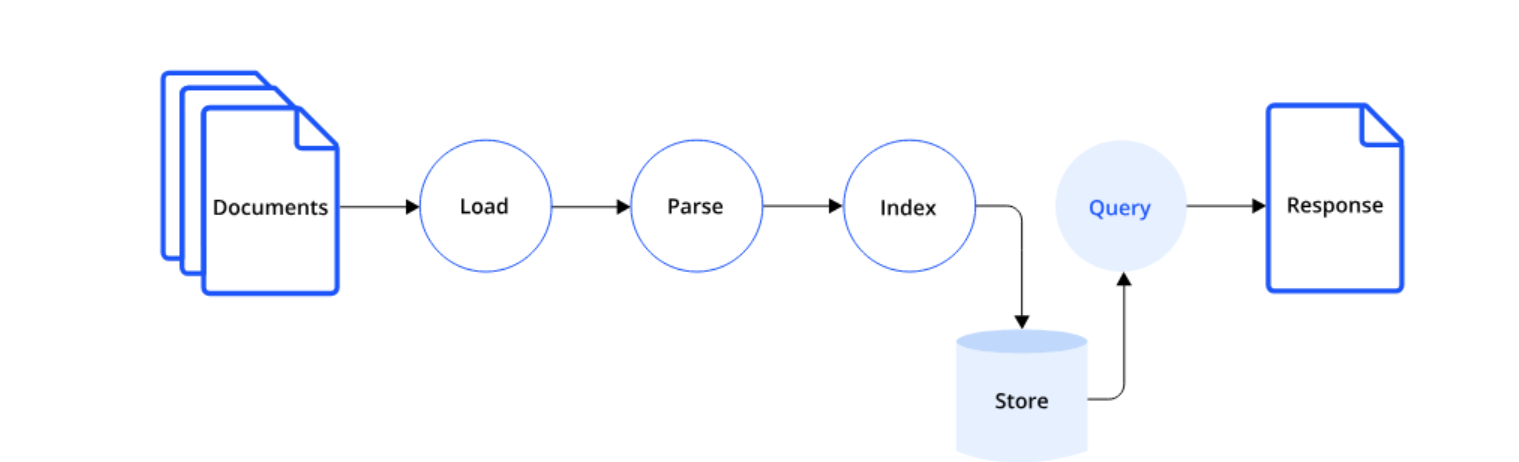 Documents
Load
Parse
Index
Store
Query
Response